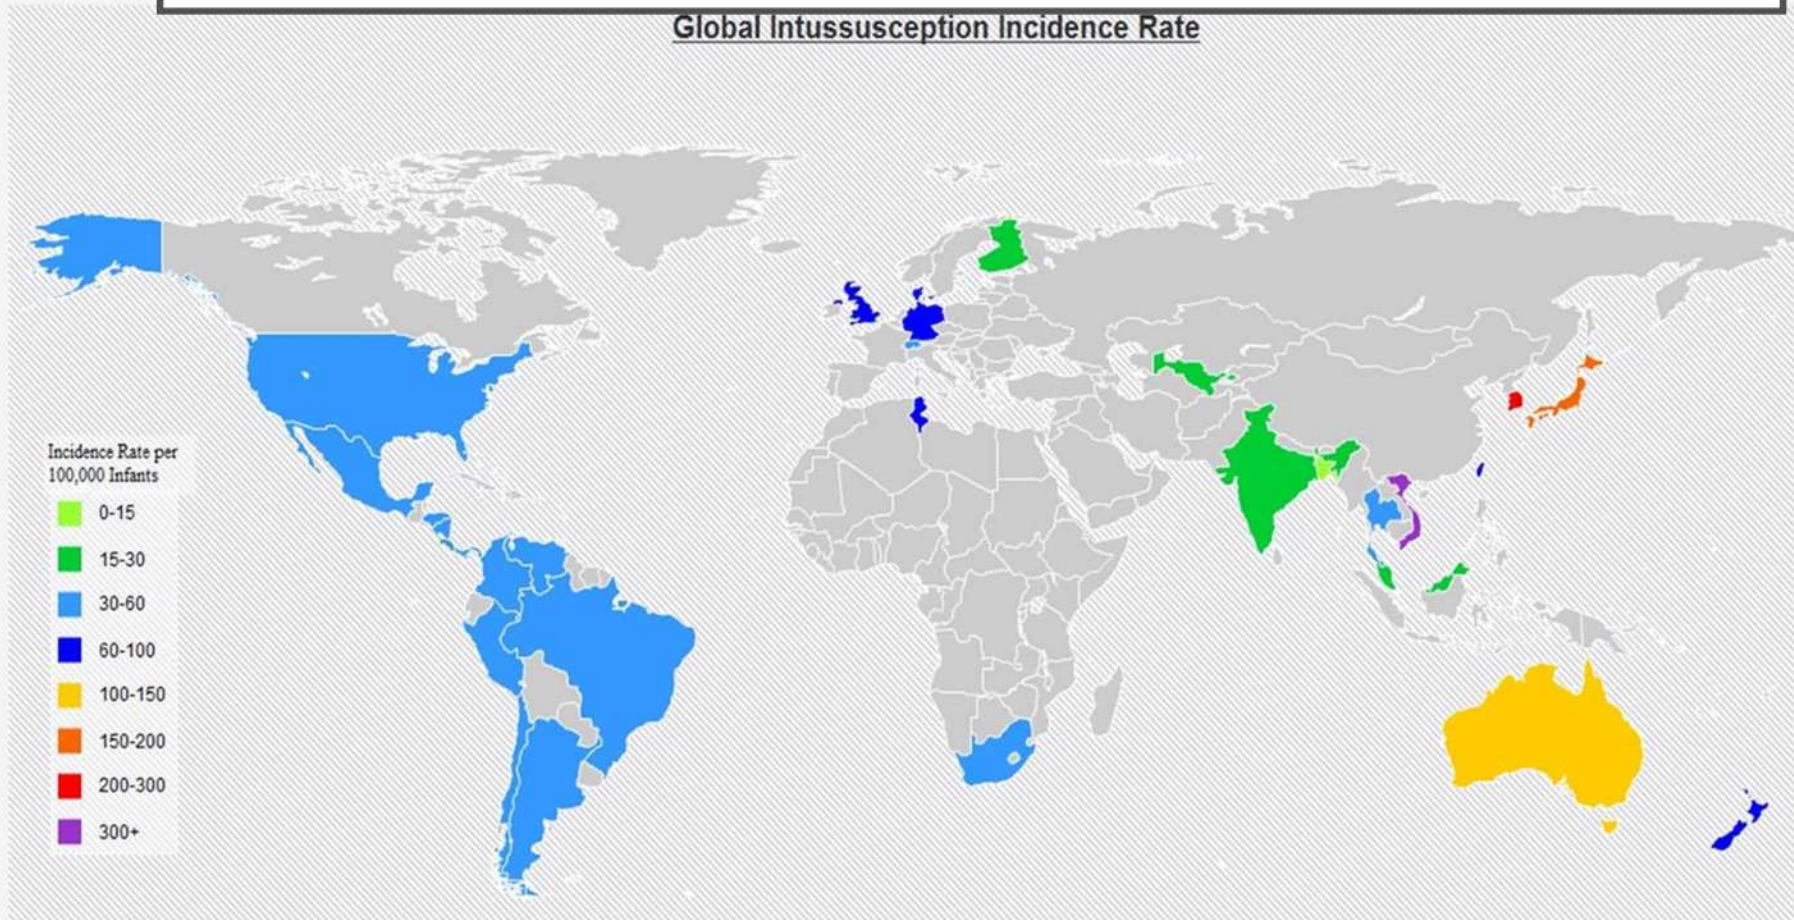 Global Intussusception Incidence Rate
Incidence Rate per
100,000 Infants
0-15
15-30
30-60
60-100
100-150
150-200
200-300
300+